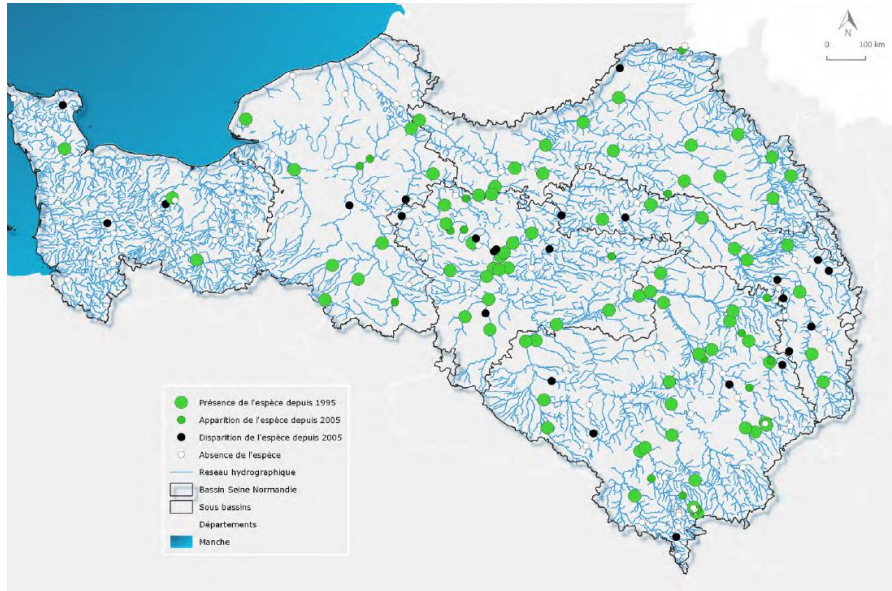 N
0 100 km
Présence de l'espèce depuis 1995
Apparition de l'espèce depuis 2005
Disparition de l'espèce depuis 2005
Absence de l'espèce
Reseau hydrographique
Bassin Seine Normandie
Sous bassins
Départements
Manche